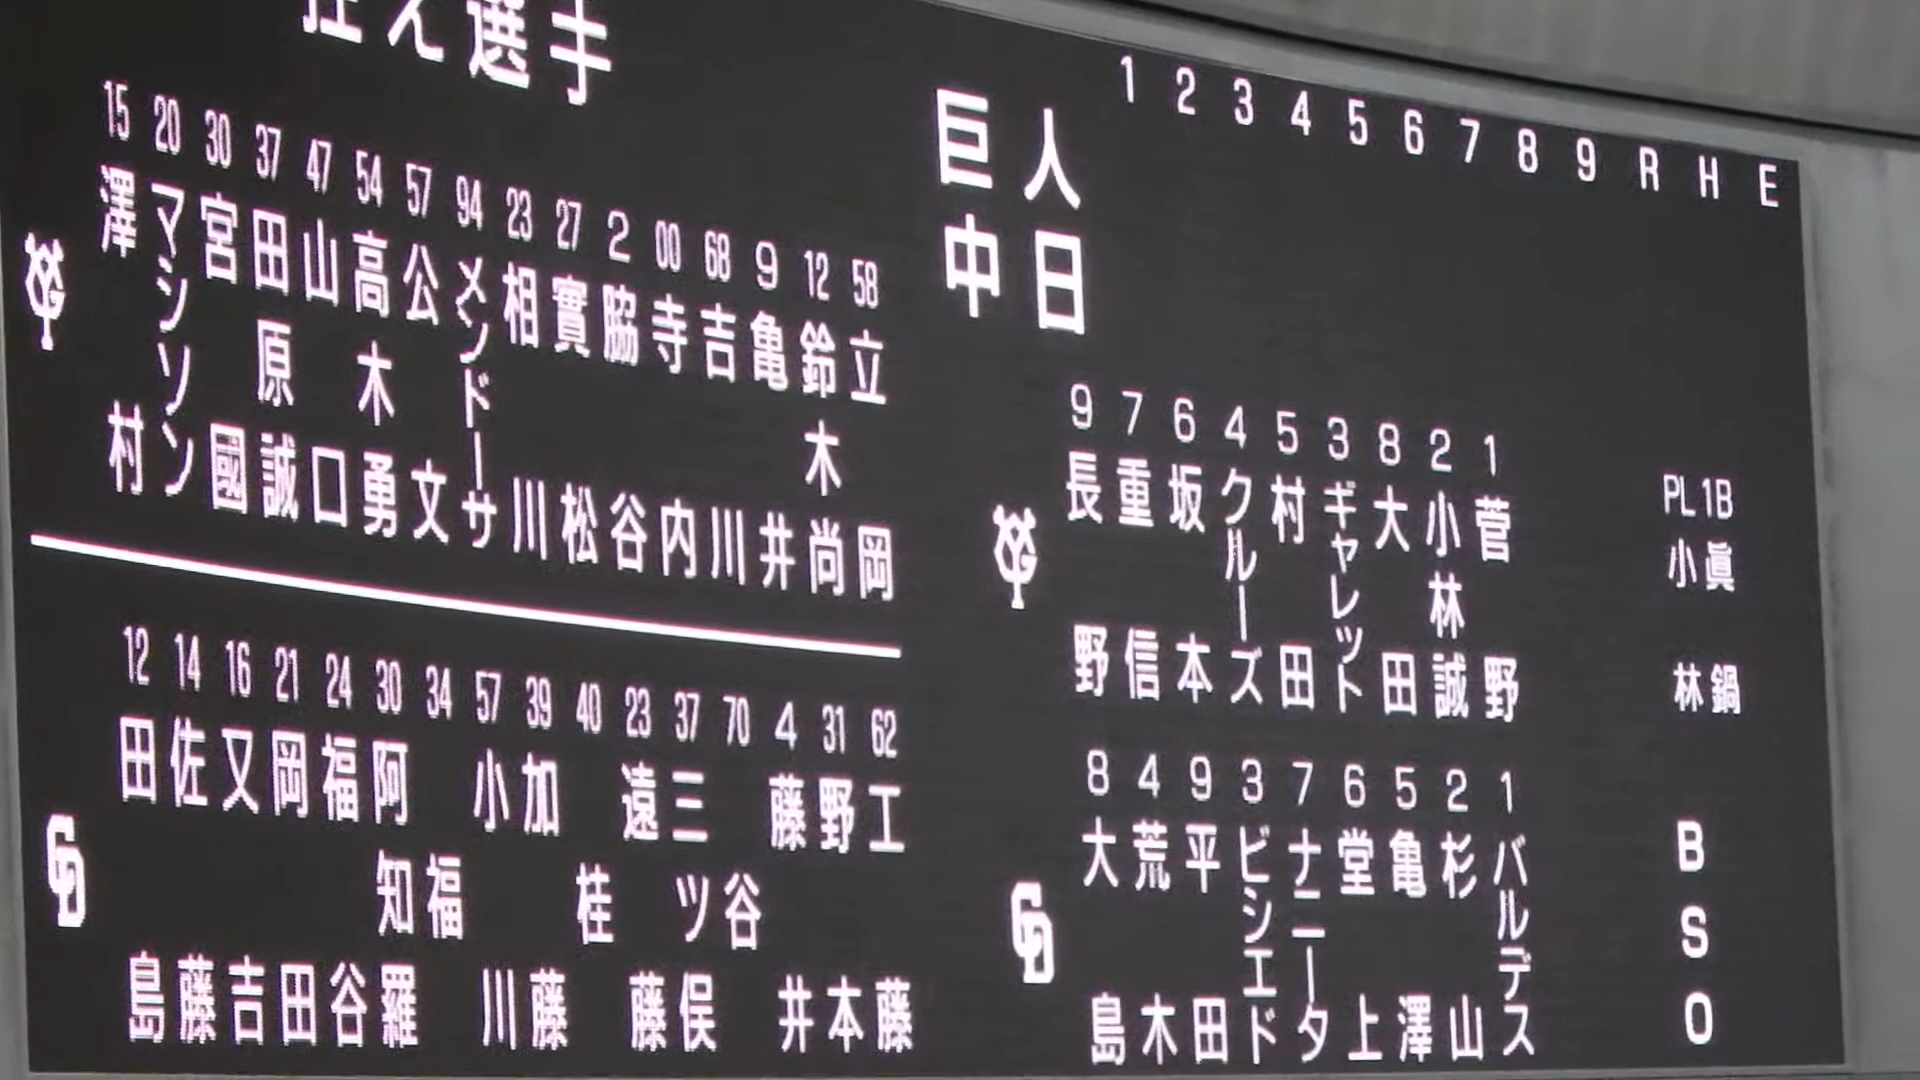 控え選手
15 20 30 37 47 54 57 94 23 27 2 00 68 9 12 58
澤村
マシソン
宮國
田原誠
山口
高木勇
公文
メンドーサ
相川
實松
脇谷
寺内
吉川
亀井
鈴木尚
立岡
12 14 16 21 24 30 34 57 39 40 23 37 70 4 31 62
田島
佐藤
又吉
岡田
福谷
阿知羅
福
小川
加藤
桂
遠藤
三ツ俣
谷
藤井
野本
工藤
1 2 3 4 5 6 7 8 9 R H E
巨人
中日
9 7 6 4 5 3 8 2 1
長野
重信
坂本
クルーズ
村田
ギャレット
大田
小林誠
菅野
8 4 9 3 7 6 5 2 1
大島
荒木
平田
ビシエド
ナニータ
堂上
亀澤
杉山
バルデス
PL 1B
小林
眞鍋
B
S
O